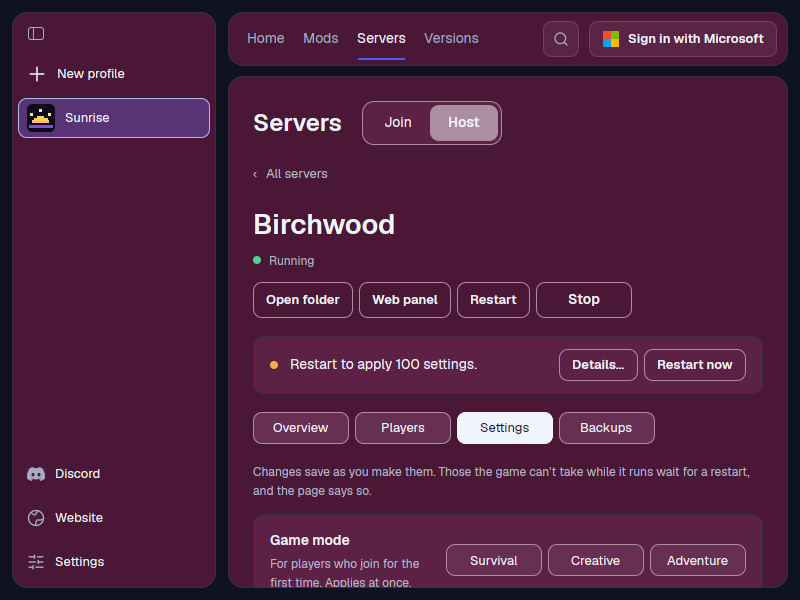 New profile
Sunrise
Discord
Website
Settings
Home Mods Servers Versions
Sign in with Microsoft
Servers Join Host
‹ All servers
Birchwood
Running
Open folder Web panel Restart Stop
Restart to apply 100 settings. Details... Restart now
Overview Players Settings Backups
Changes save as you make them. Those the game can't take while it runs wait for a restart,
and the page says so.
Game mode
For players who join for the
first time. Applies at once.
Survival Creative Adventure